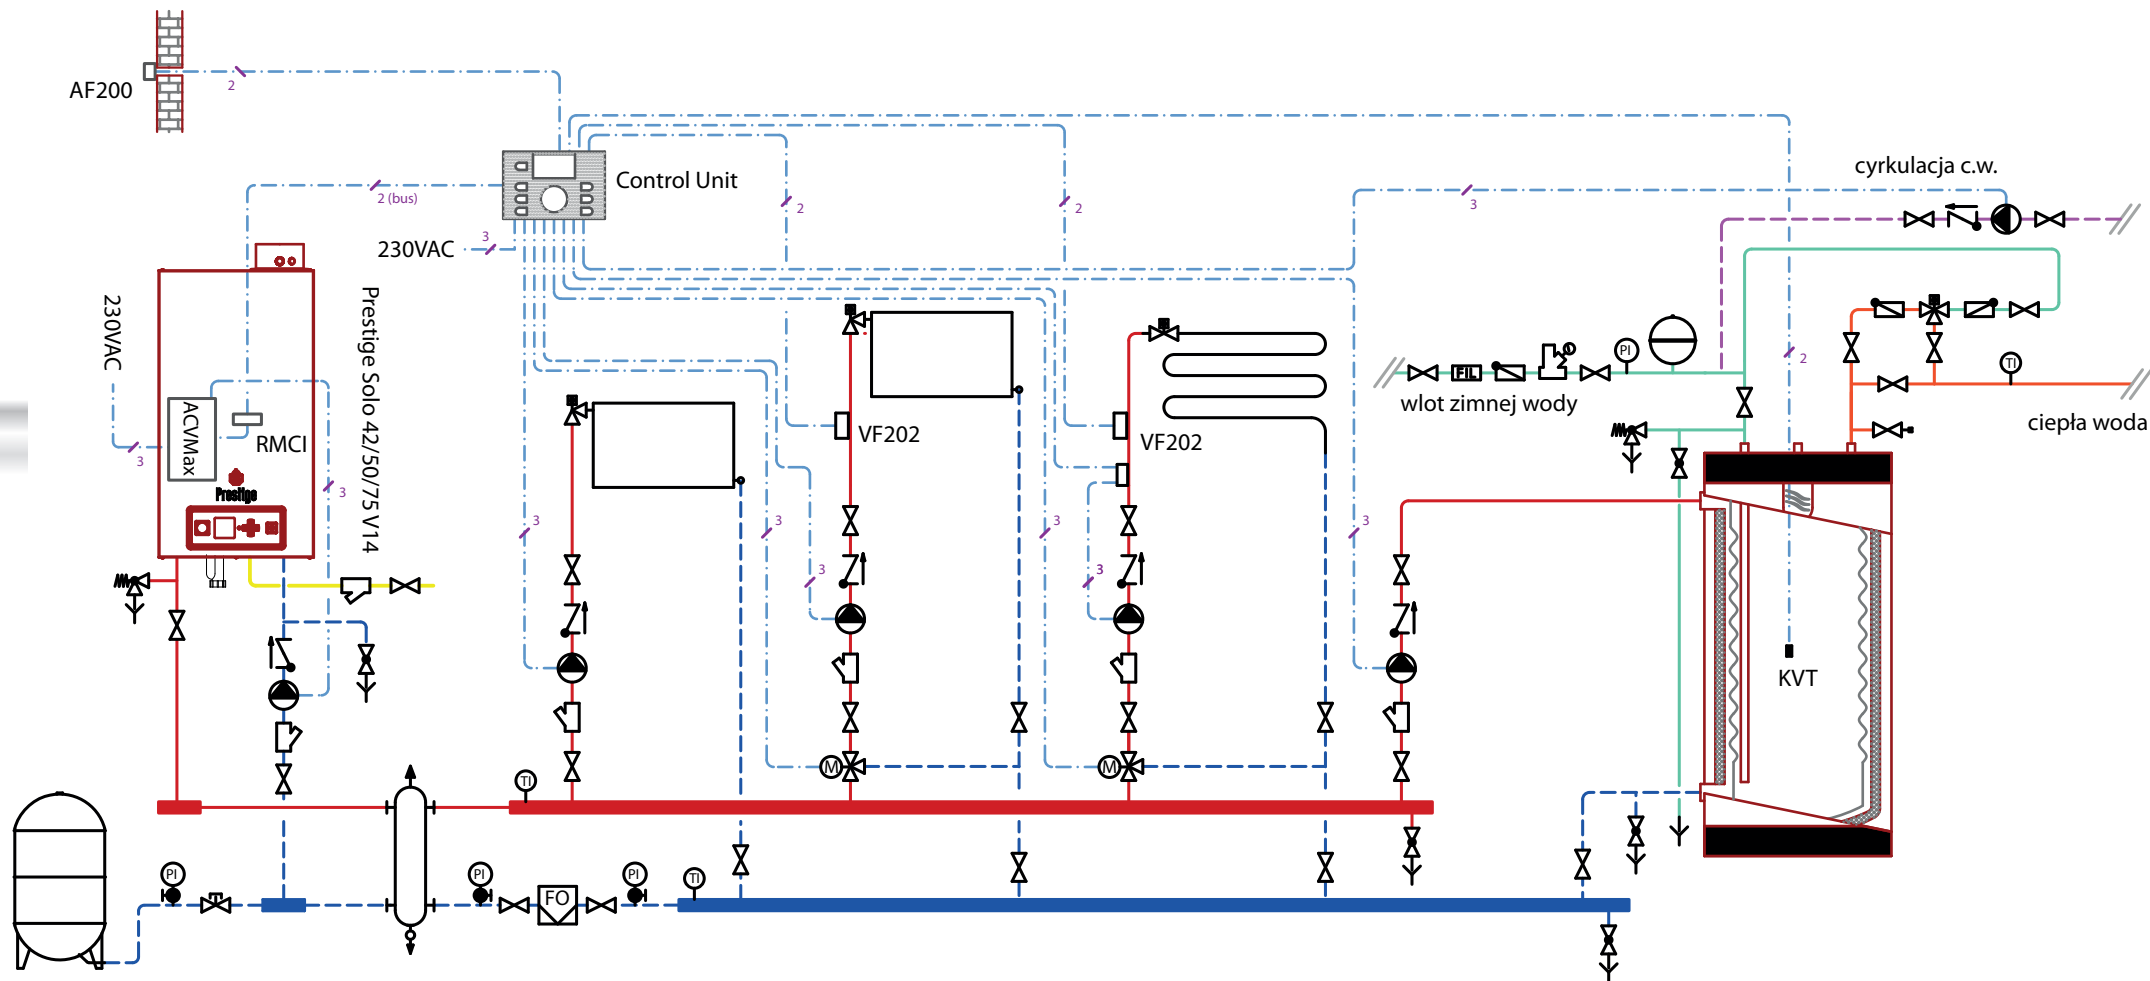 AF200
2
Control Unit
2 (bus)
2
2
3
230VAC
cyrkulacja c.w.
3
230VAC
3
ACVMax
RMCI
Prestige
Prestige Solo 42/50/75 V14
3
VF202
VF202
3
3
3
3
3
3
wlot zimnej wody
FIL
PI
2
TI
ciepła woda
KVT
M
M
TI
PI
PI
FO
PI
TI